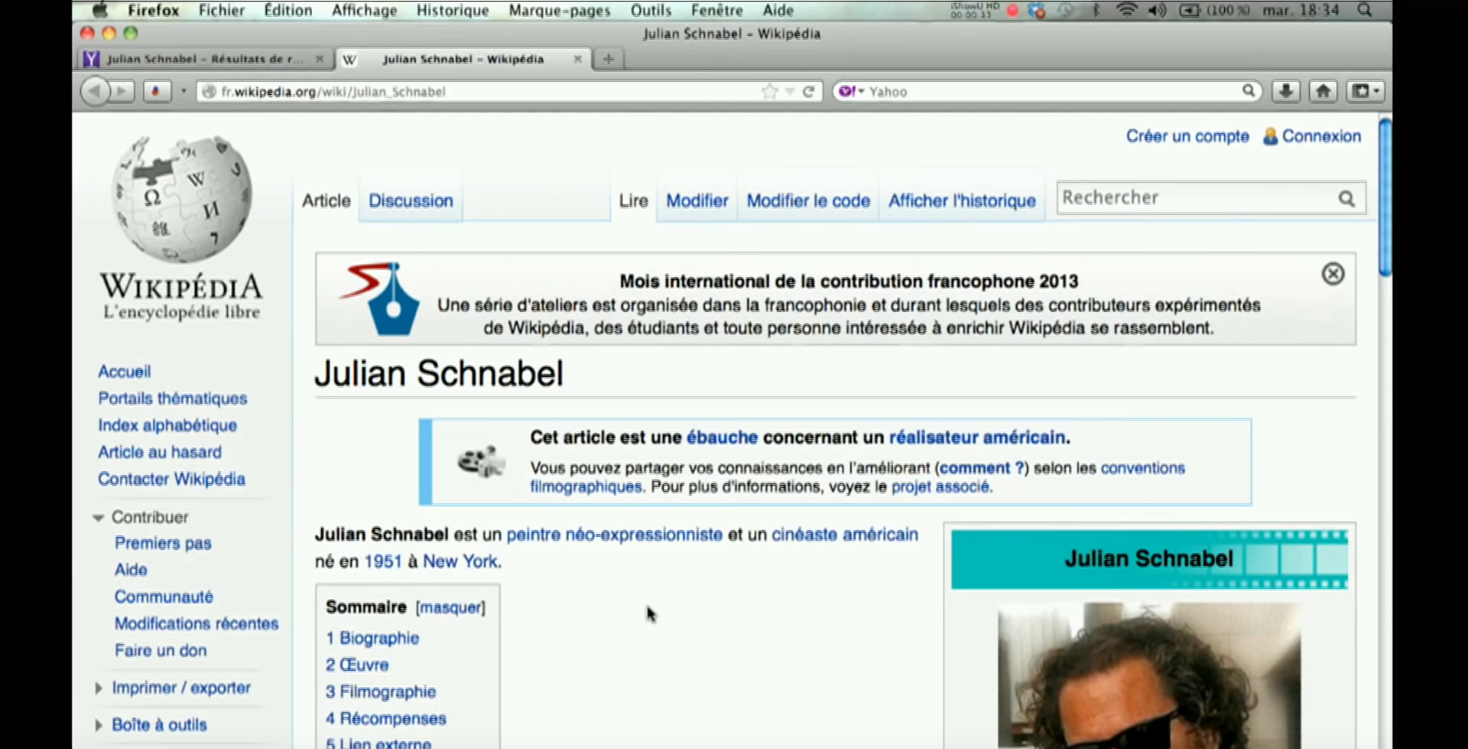 Firefox Fichier Édition Affichage Historique Marque-pages Outils Fenêtre Aide iShowU HD 00:00:33 (100 %) mar. 18:34
Julian Schnabel – Wikipédia
Julian Schnabel – Résultats de r... Julian Schnabel – Wikipédia
fr.wikipedia.org/wiki/Julian_Schnabel Yahoo
Créer un compte Connexion
Article Discussion Lire Modifier Modifier le code Afficher l'historique Rechercher
WIKIPÉDIA
L'encyclopédie libre
Mois international de la contribution francophone 2013
Une série d'ateliers est organisée dans la francophonie et durant lesquels des contributeurs expérimentés
de Wikipédia, des étudiants et toute personne intéressée à enrichir Wikipédia se rassemblent.
Accueil
Portails thématiques
Index alphabétique
Article au hasard
Contacter Wikipédia
Contribuer
Premiers pas
Aide
Communauté
Modifications récentes
Faire un don
Imprimer / exporter
Boîte à outils
Julian Schnabel
Cet article est une ébauche concernant un réalisateur américain.
Vous pouvez partager vos connaissances en l'améliorant (comment ?) selon les conventions
filmographiques. Pour plus d'informations, voyez le projet associé.
Julian Schnabel est un peintre néo-expressionniste et un cinéaste américain
né en 1951 à New York.
Sommaire [masquer]
1 Biographie
2 Œuvre
3 Filmographie
4 Récompenses
5 Lien externe
Julian Schnabel